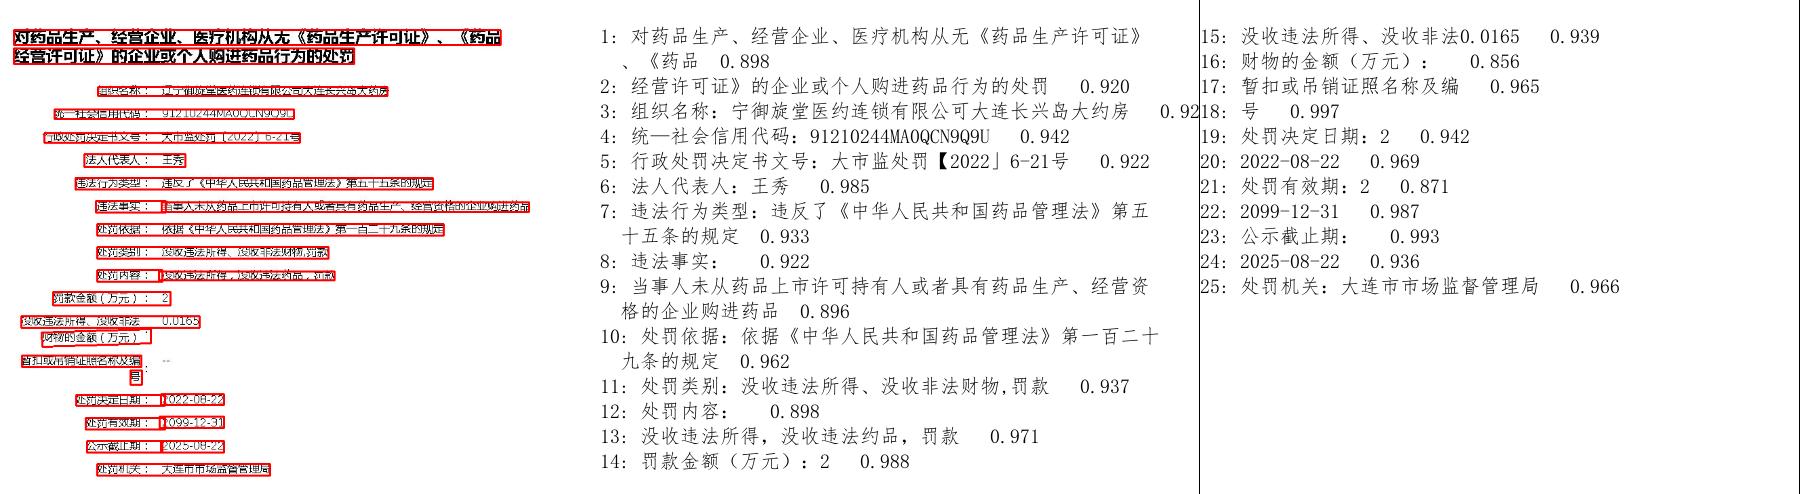 对药品生产、经营企业、医疗机构从无《药品生产许可证》、《药品
经营许可证》的企业或个人购进药品行为的处罚
组织名称： 辽宁御旋堂医药连锁有限公司大连长兴岛大药房
统一社会信用代码： 91210244MA0QCN9Q9U
行政处罚决定书文号： 大市监处罚〔2022〕6-21号
法人代表人： 王秀
违法行为类型： 违反了《中华人民共和国药品管理法》第五十五条的规定
违法事实： 当事人未从药品上市许可持有人或者具有药品生产、经营资格的企业购进药品
处罚依据： 依据《中华人民共和国药品管理法》第一百二十九条的规定
处罚类别： 没收违法所得、没收非法财物,罚款
处罚内容： 没收违法所得，没收违法药品，罚款
罚款金额（万元）： 2
没收违法所得、没收非法 0.0165
财物的金额（万元）：
暂扣或吊销证照名称及编 --
号：
处罚决定日期： 2022-08-22
处罚有效期： 2099-12-31
公示截止期： 2025-08-22
处罚机关： 大连市市场监督管理局
1: 对药品生产、经营企业、医疗机构从无《药品生产许可证》
、《药品 0.898
2: 经营许可证》的企业或个人购进药品行为的处罚 0.920
3: 组织名称: 宁御旋堂医约连锁有限公可大连长兴岛大约房 0.92
4: 统一社会信用代码: 91210244MA0QCN9Q9U 0.942
5: 行政处罚决定书文号: 大市监处罚【2022」6-21号 0.922
6: 法人代表人: 王秀 0.985
7: 违法行为类型: 违反了《中华人民共和国药品管理法》第五
十五条的规定 0.933
8: 违法事实: 0.922
9: 当事人未从药品上市许可持有人或者具有药品生产、经营资
格的企业购进药品 0.896
10: 处罚依据: 依据《中华人民共和国药品管理法》第一百二十
九条的规定 0.962
11: 处罚类别: 没收违法所得、没收非法财物,罚款 0.937
12: 处罚内容: 0.898
13: 没收违法所得，没收违法约品，罚款 0.971
14: 罚款金额（万元）: 2 0.988
15: 没收违法所得、没收非法0.0165 0.939
16: 财物的金额（万元）: 0.856
17: 暂扣或吊销证照名称及编 0.965
18: 号 0.997
19: 处罚决定日期: 2 0.942
20: 2022-08-22 0.969
21: 处罚有效期: 2 0.871
22: 2099-12-31 0.987
23: 公示截止期: 0.993
24: 2025-08-22 0.936
25: 处罚机关: 大连市市场监督管理局 0.966